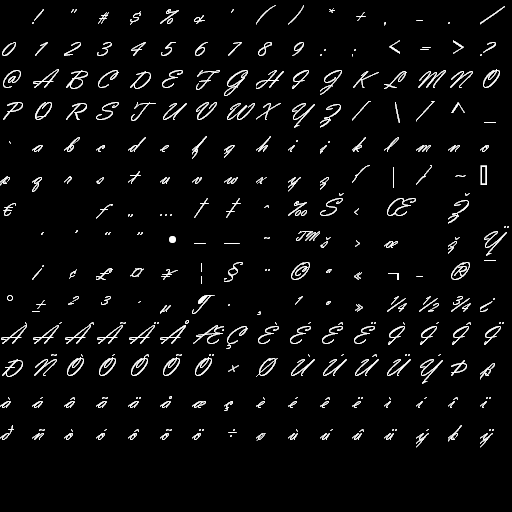 ! " # $ % & ' ( ) * + , - . /
0 1 2 3 4 5 6 7 8 9 : ; < = > ?
@ A B C D E F G H I J K L M N O
P Q R S T U V W X Y Z [ \ ] ^ _
` a b c d e f g h i j k l m n o
p q r s t u v w x y z { | } ~
€ ƒ „ … † ‡ ˆ ‰ Š ‹ Œ Ž
‘ ’ “ ” • – — ˜ ™ š › œ ž Ÿ
¡ ¢ £ ¤ ¥ ¦ § ¨ © ª « ¬ - ® ¯
° ± ² ³ ´ µ ¶ · ¸ ¹ º » ¼ ½ ¾ ¿
À Á Â Ã Ä Å Æ Ç È É Ê Ë Ì Í Î Ï
Ð Ñ Ò Ó Ô Õ Ö × Ø Ù Ú Û Ü Ý Þ ß
à á â ã ä å æ ç è é ê ë ì í î ï
ð ñ ò ó ô õ ö ÷ ø ù ú û ü ý þ ÿ